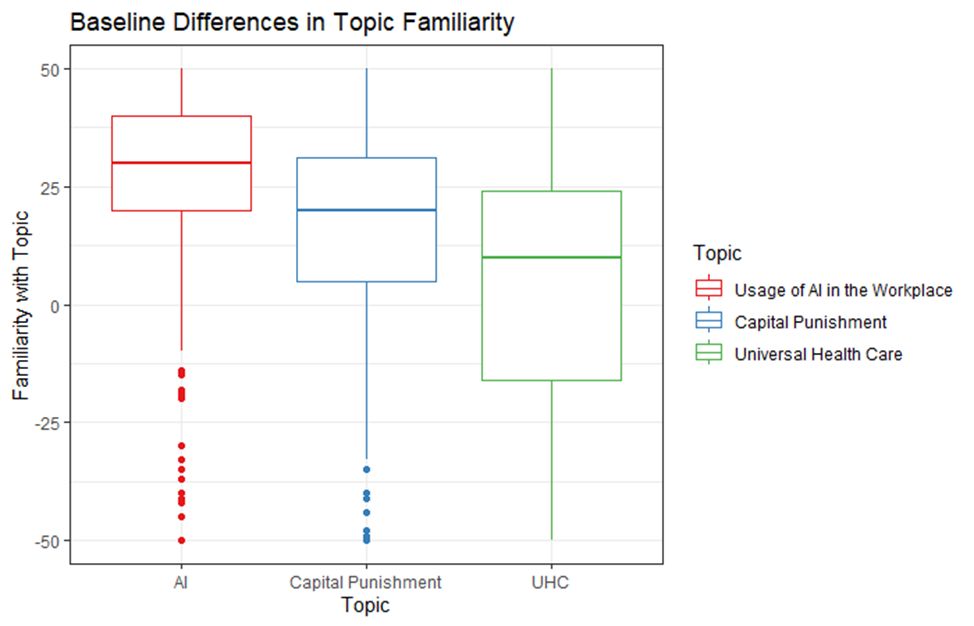 Baseline Differences in Topic Familiarity
Familiarity with Topic
50
25
0
-25
-50
AI
Capital Punishment
UHC
Topic
Topic
Usage of AI in the Workplace
Capital Punishment
Universal Health Care